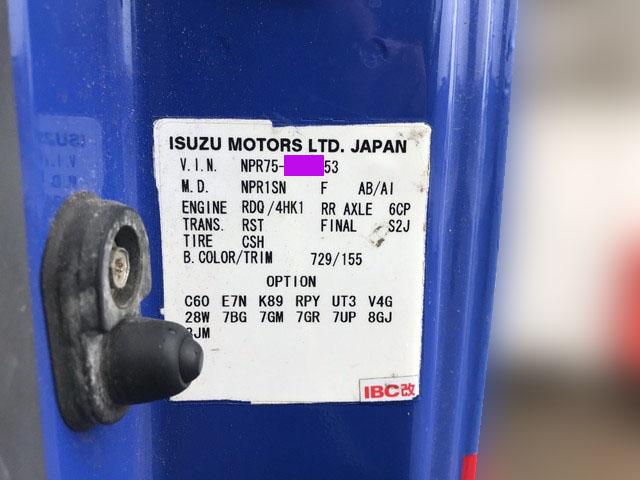 ISUZU MOTORS LTD. JAPAN
V.I.N. NPR75- 53
M.D. NPR1SN F AB/AI
ENGINE RDQ/4HK1 RR AXLE 6CP
TRANS. RST FINAL S2J
TIRE CSH
B.COLOR/TRIM 729/155
OPTION
C60 E7N K89 RPY UT3 V4G
28W 7BG 7GM 7GR 7UP 8GJ
IBC改